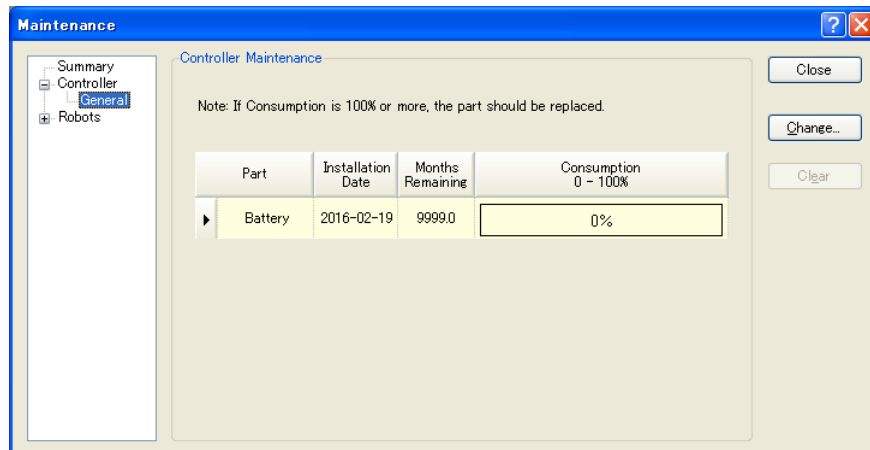 Maintenance
Summary
Controller
General
Robots
Controller Maintenance
Note: If Consumption is 100% or more, the part should be replaced.
Part
Installation
Date
Months
Remaining
Consumption
0 - 100%
Battery 2016-02-19 9999.0 0%
Close
Change...
Clear